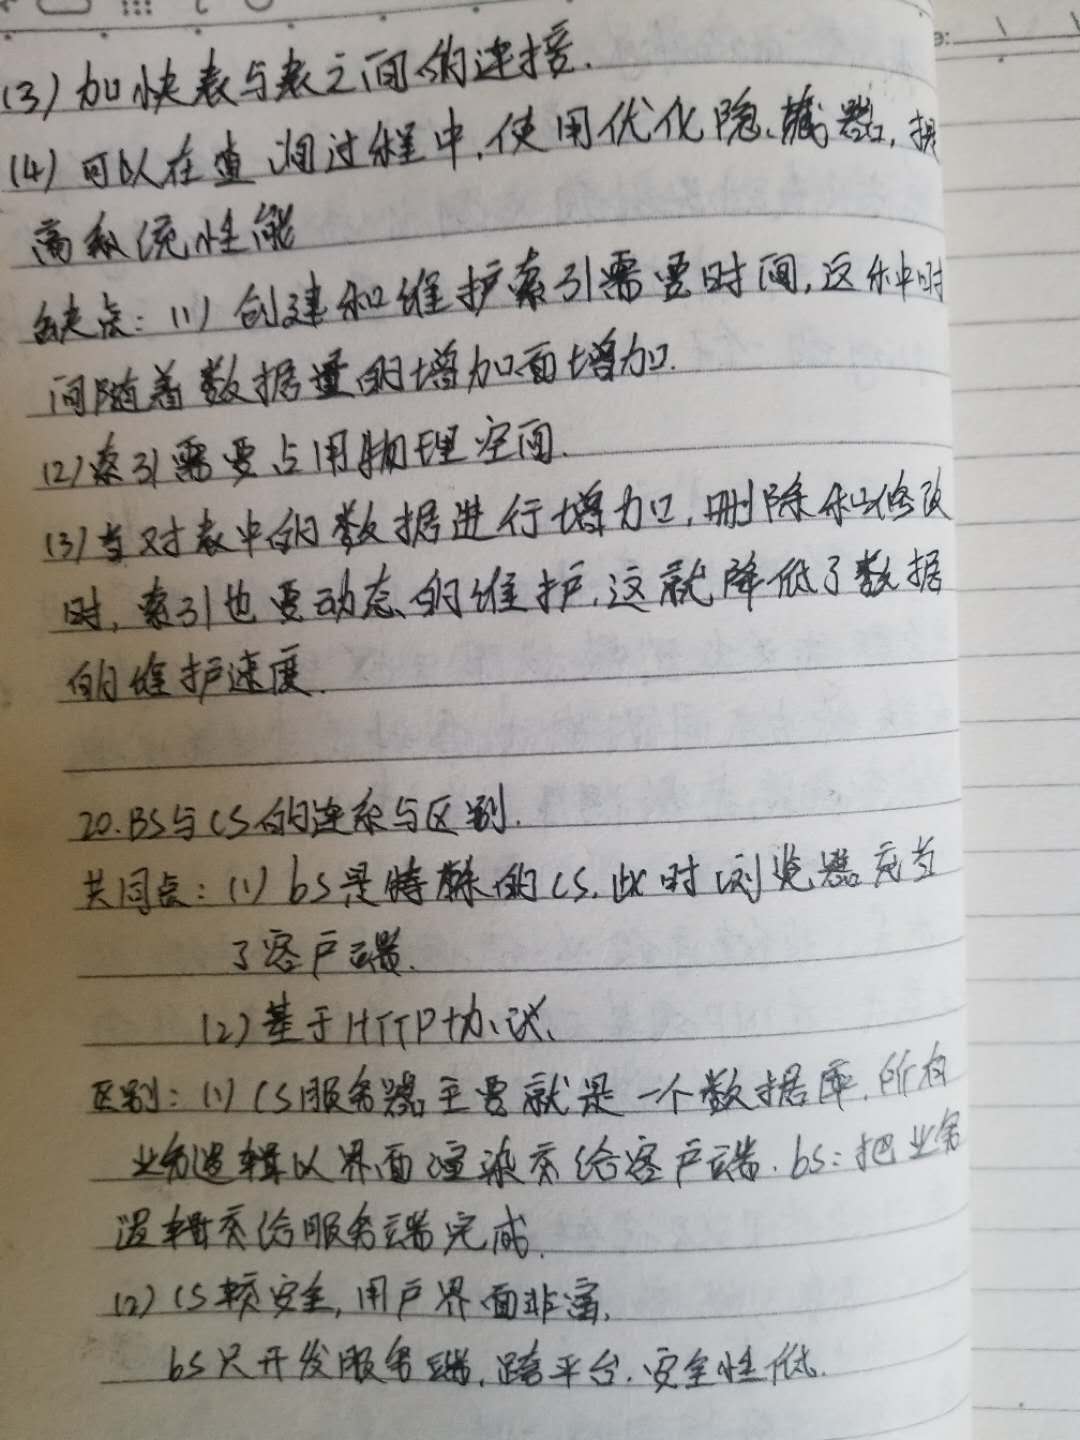 (3) 加快表与表之间的连接.
(4) 可以在查询过程中,使用优化隐藏器,提
高系统性能
缺点: (1) 创建和维护索引需要时间,这种时
间随着数据量的增加而增加.
(2) 索引需要占用物理空间.
(3) 当对表中的数据进行增加,删除和修改
时,索引也要动态的维护,这就降低了数据
的维护速度.
20.BS与CS的连系与区别.
共同点: (1) bS是特殊的CS,此时浏览器充当
了客户端.
(2) 基于HTTP协议.
区别: (1) CS服务器主要就是一个数据库,所有
业务逻辑以界面渲染交给客户端. bs: 把业务
逻辑交给服务端完成.
(2) CS较安全,用户界面丰富,
bS只开发服务端,跨平台.安全性低.